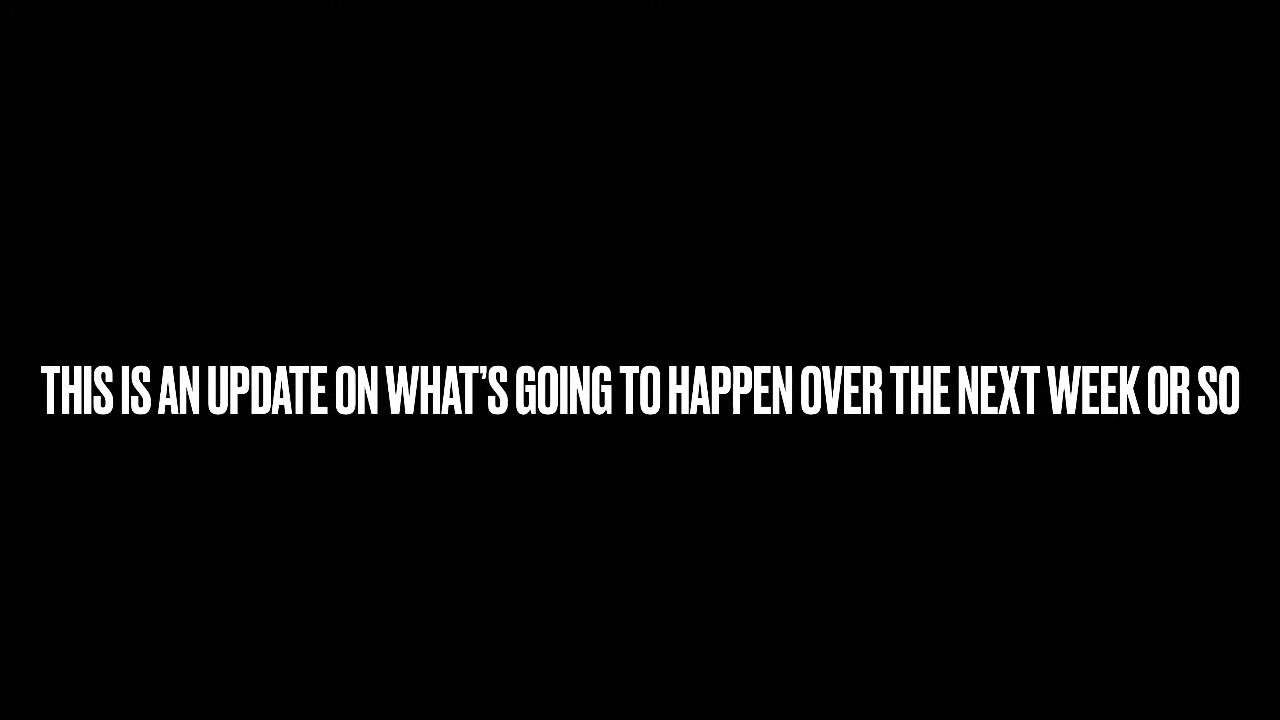 THIS IS AN UPDATE ON WHAT'S GOING TO HAPPEN OVER THE NEXT WEEK OR SO